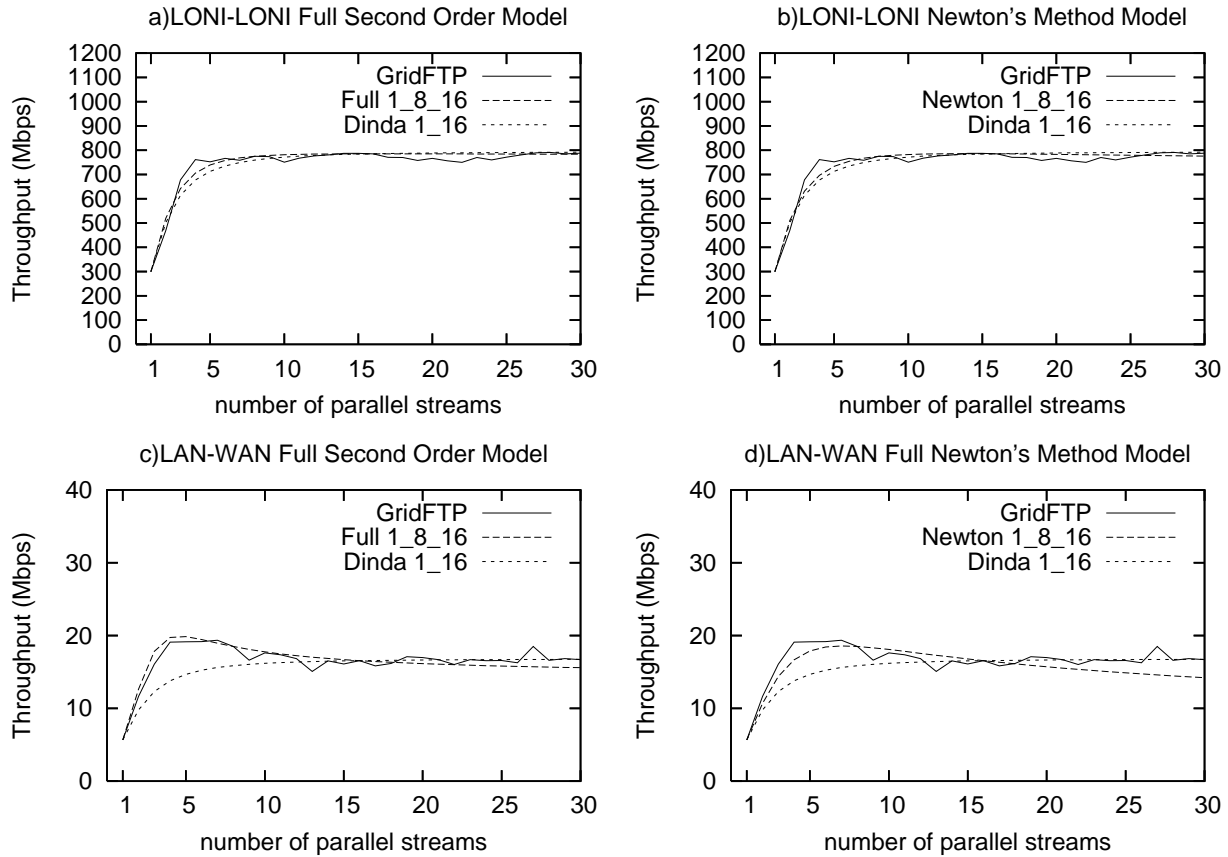 a)LONI-LONI Full Second Order Model
Throughput (Mbps)
1200
1100
1000
900
800
700
600
500
400
300
200
100
0
GridFTP
Full 1_8_16
Dinda 1_16
1 5 10 15 20 25 30
number of parallel streams
b)LONI-LONI Newton's Method Model
Throughput (Mbps)
1200
1100
1000
900
800
700
600
500
400
300
200
100
0
GridFTP
Newton 1_8_16
Dinda 1_16
1 5 10 15 20 25 30
number of parallel streams
c)LAN-WAN Full Second Order Model
Throughput (Mbps)
40
30
20
10
0
GridFTP
Full 1_8_16
Dinda 1_16
1 5 10 15 20 25 30
number of parallel streams
d)LAN-WAN Full Newton's Method Model
Throughput (Mbps)
40
30
20
10
0
GridFTP
Newton 1_8_16
Dinda 1_16
1 5 10 15 20 25 30
number of parallel streams